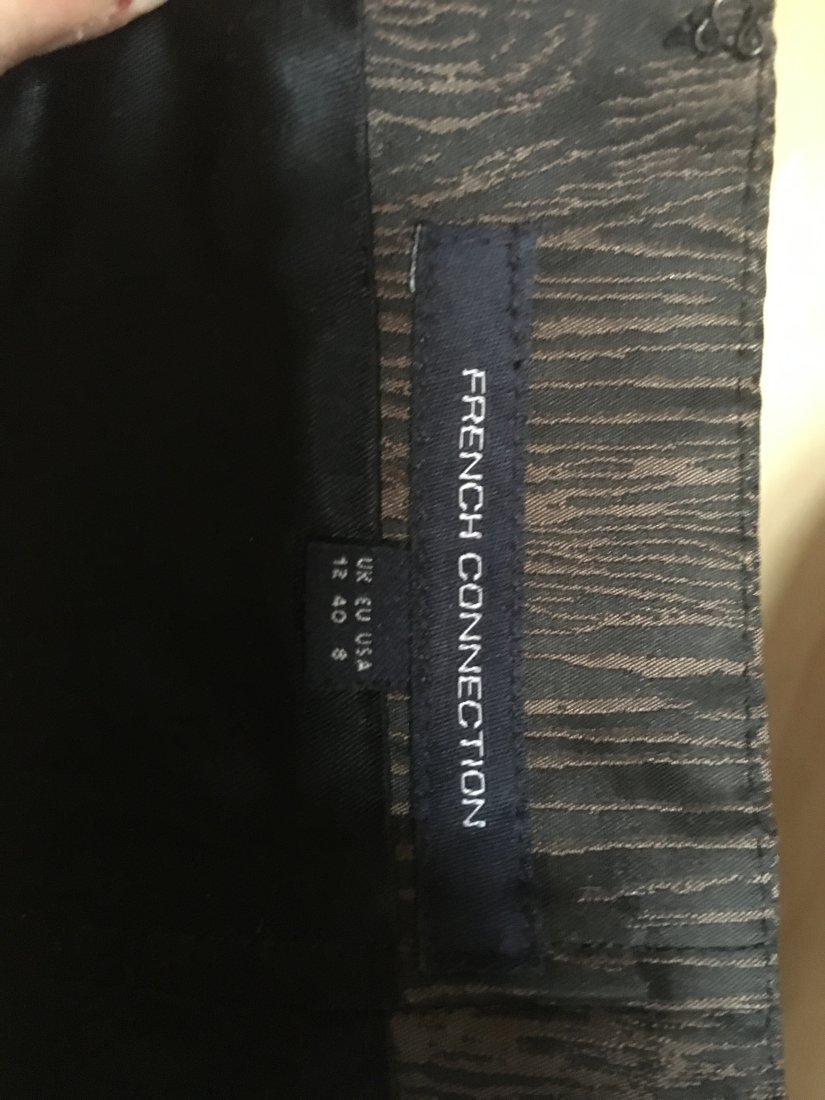 FRENCH CONNECTION
UK EU USA
12 40 8